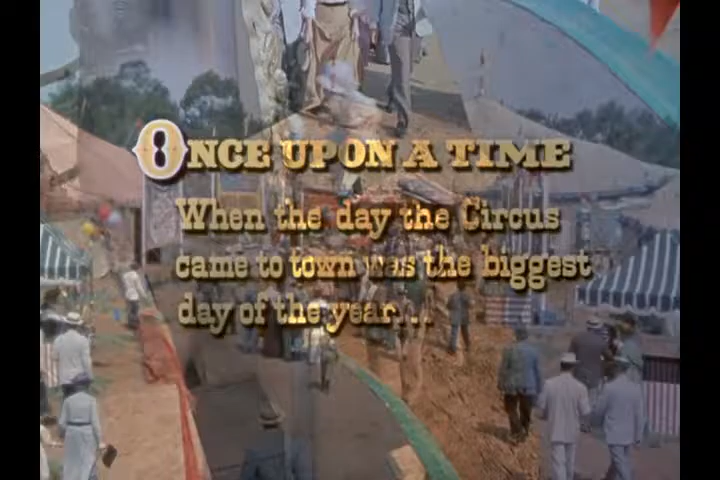 ONCE UPON A TIME
When the day the Circus
came to town was the biggest
day of the year...